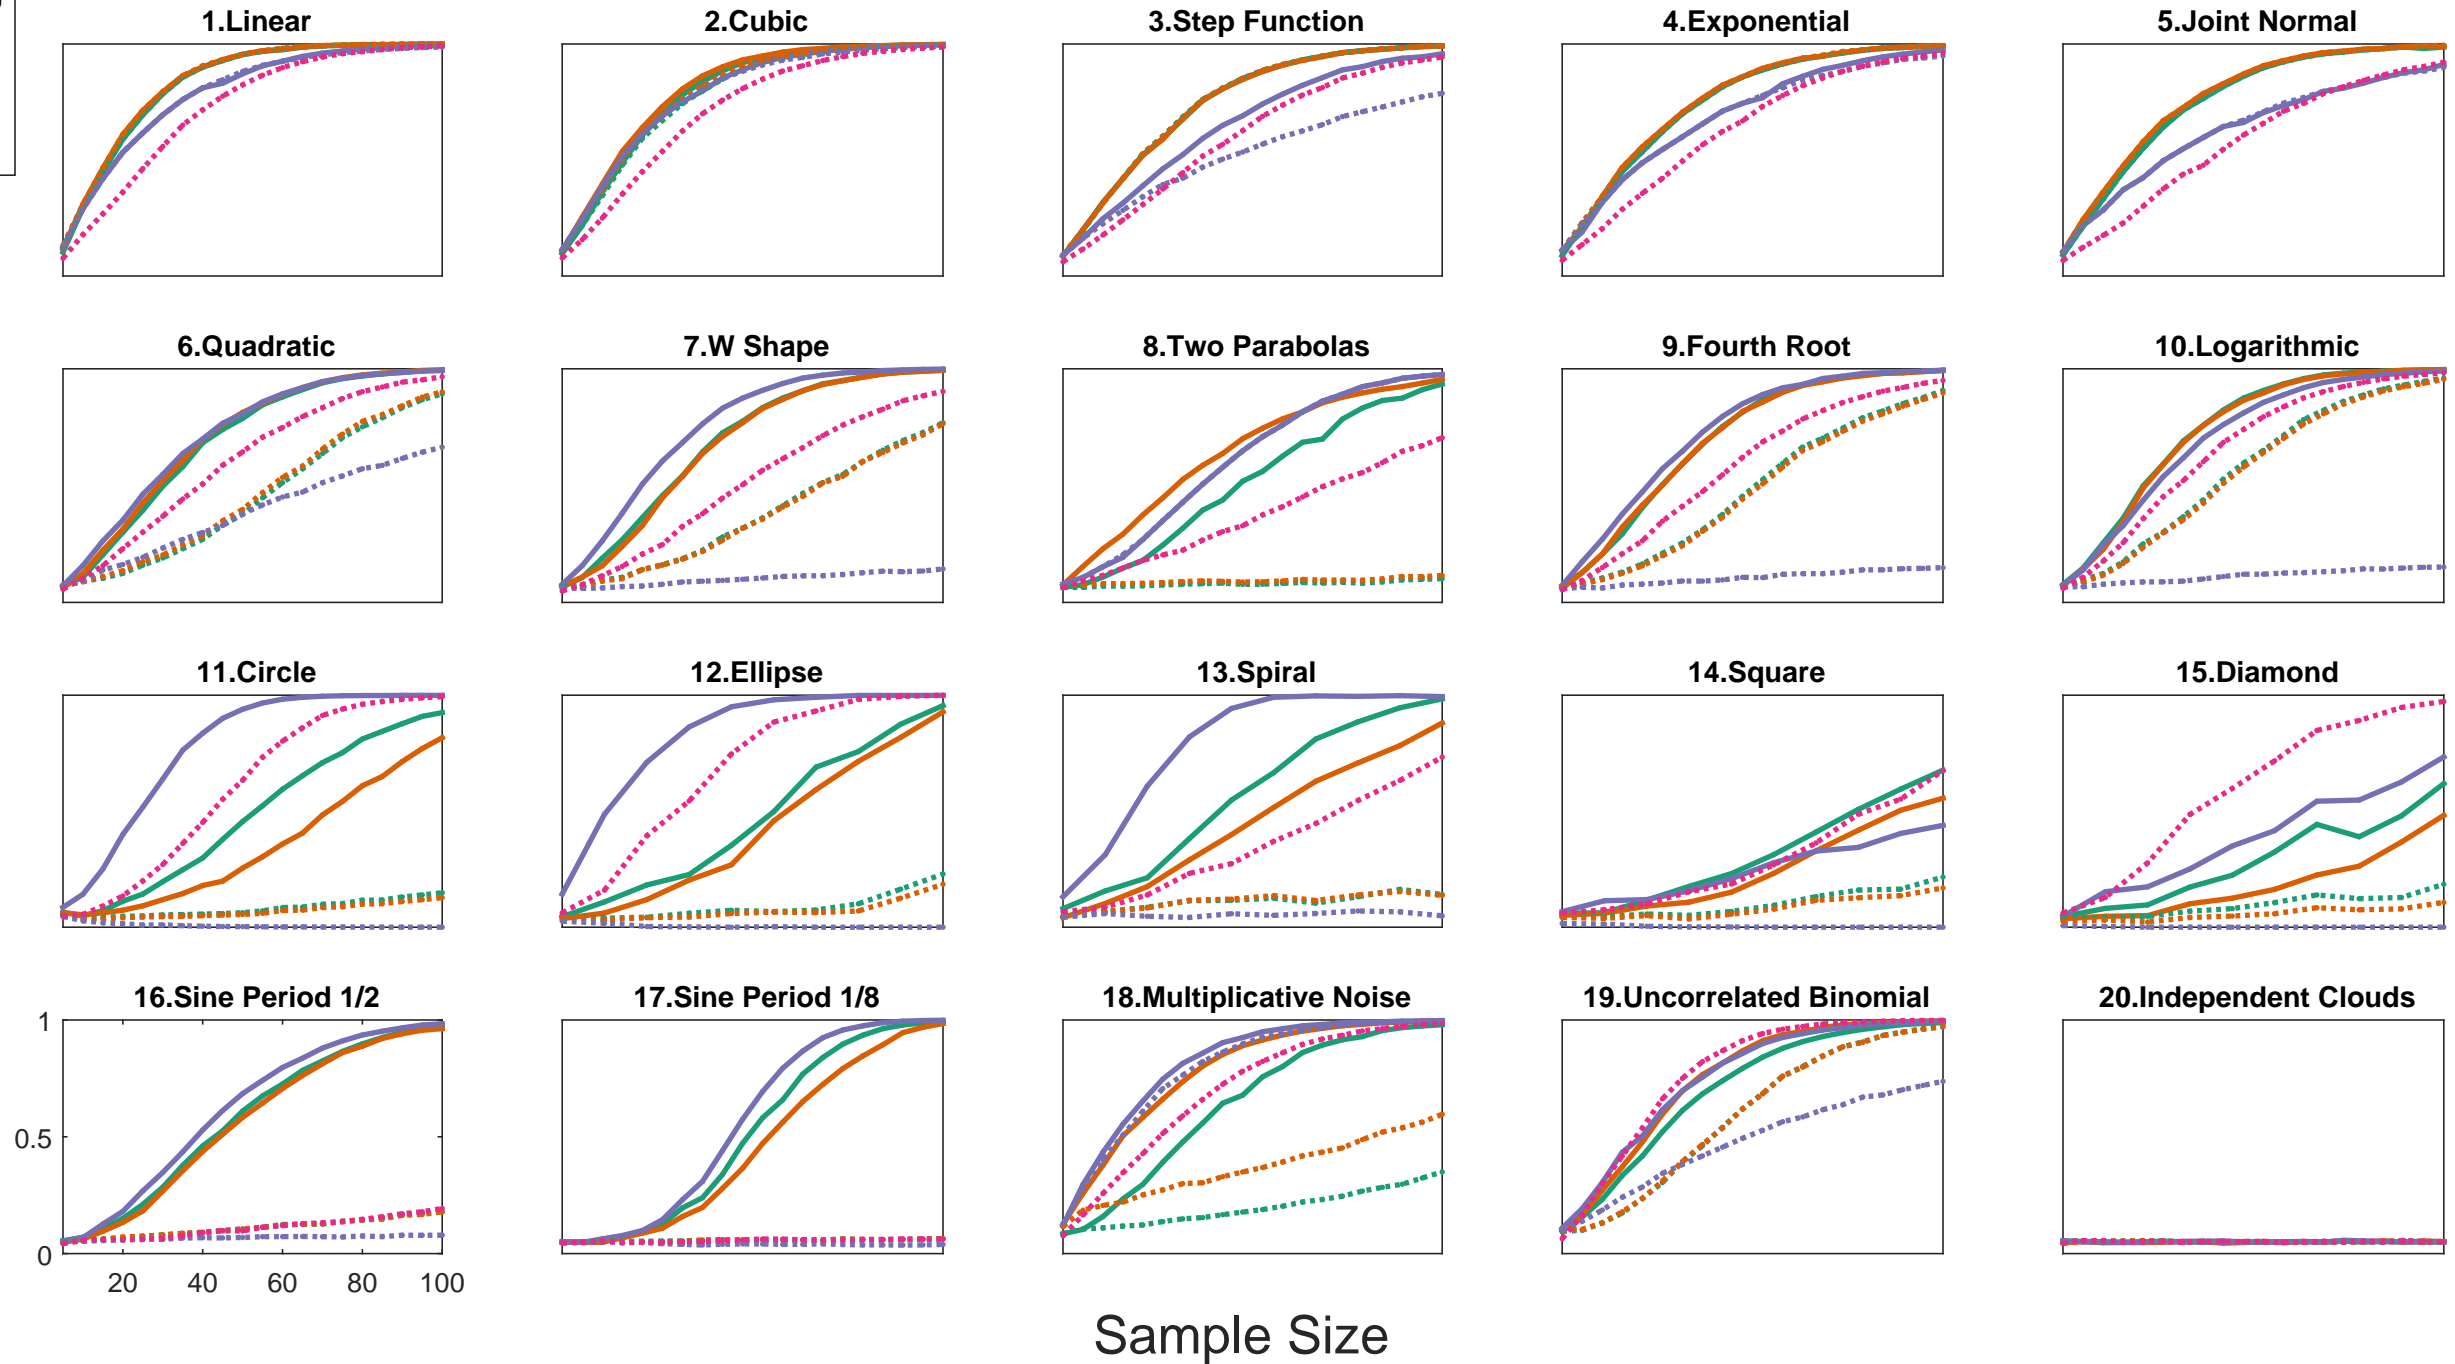 1.Linear
2.Cubic
3.Step Function
4.Exponential
5.Joint Normal
6.Quadratic
7.W Shape
8.Two Parabolas
9.Fourth Root
10.Logarithmic
11.Circle
12.Ellipse
13.Spiral
14.Square
15.Diamond
16.Sine Period 1/2
17.Sine Period 1/8
18.Multiplicative Noise
19.Uncorrelated Binomial
20.Independent Clouds
1
0.5
0
20 40 60 80 100
Sample Size